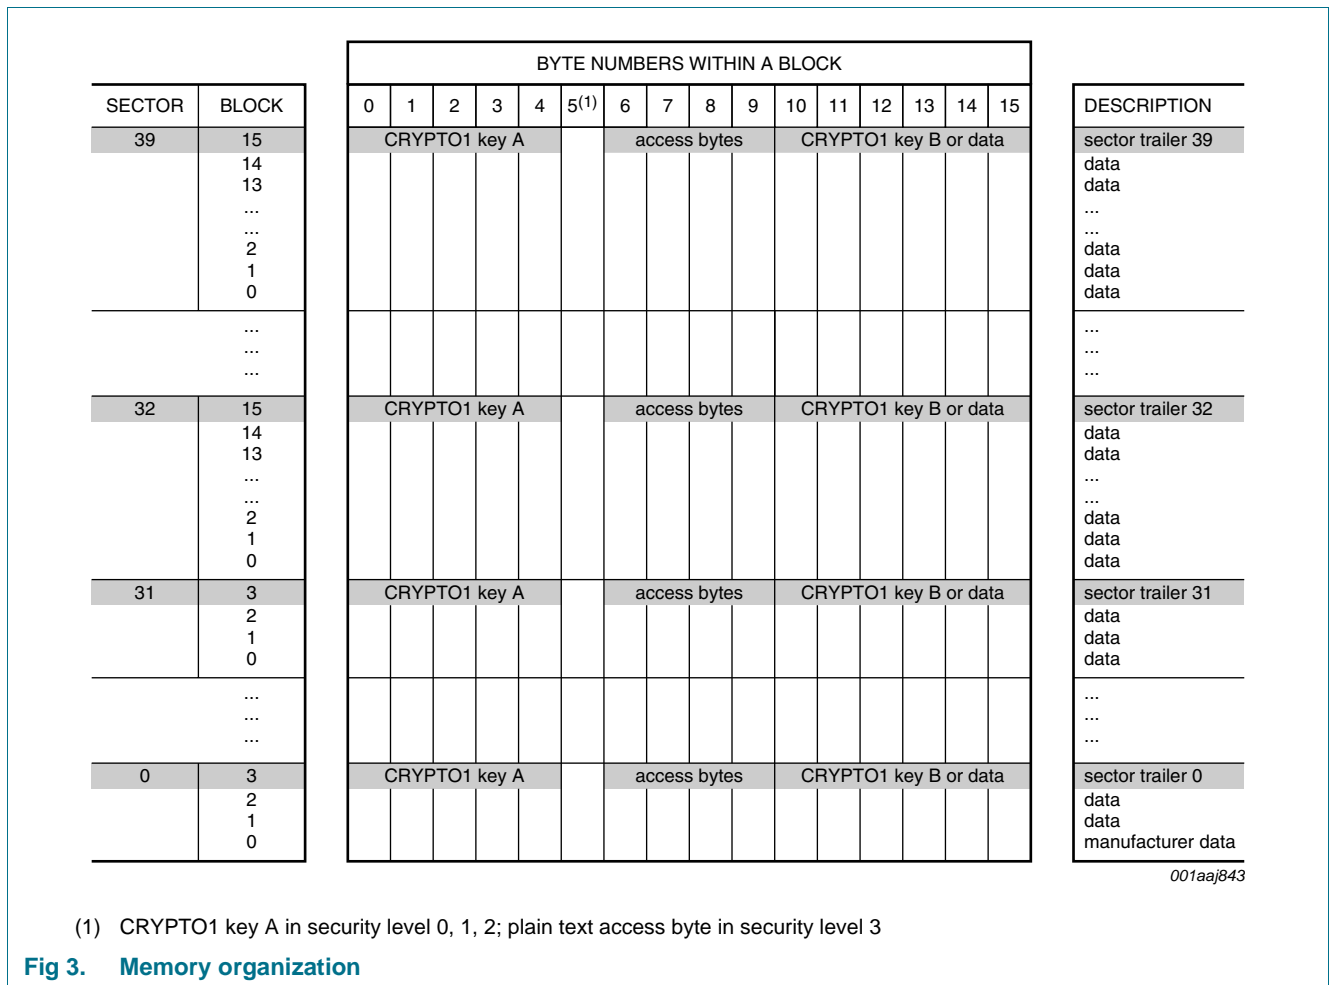 BYTE NUMBERS WITHIN A BLOCK
SECTOR BLOCK 0 1 2 3 4 5(1) 6 7 8 9 10 11 12 13 14 15 DESCRIPTION
39 15 CRYPTO1 key A access bytes CRYPTO1 key B or data sector trailer 39
14 data
13 data
... ...
... ...
2 data
1 data
0 data
... ...
... ...
... ...
32 15 CRYPTO1 key A access bytes CRYPTO1 key B or data sector trailer 32
14 data
13 data
... ...
... ...
2 data
1 data
0 data
31 3 CRYPTO1 key A access bytes CRYPTO1 key B or data sector trailer 31
2 data
1 data
0 data
... ...
... ...
... ...
0 3 CRYPTO1 key A access bytes CRYPTO1 key B or data sector trailer 0
2 data
1 data
0 manufacturer data
001aaj843
(1) CRYPTO1 key A in security level 0, 1, 2; plain text access byte in security level 3
Fig 3. Memory organization